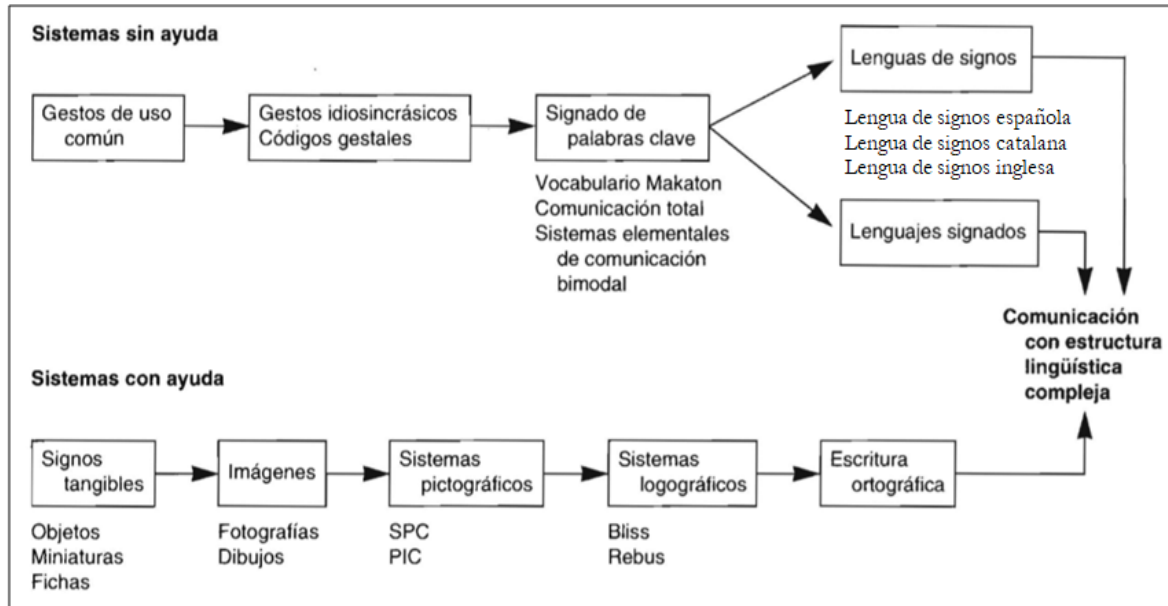 Sistemas sin ayuda
Gestos de uso
común
Gestos idiosincrásicos
Códigos gestales
Signado de
palabras clave
Vocabulario Makaton
Comunicación total
Sistemas elementales
de comunicación
bimodal
Lenguas de signos
Lengua de signos española
Lengua de signos catalana
Lengua de signos inglesa
Lenguajes signados
Comunicación
con estructura
lingüística
compleja
Sistemas con ayuda
Signos
tangibles
Objetos
Miniaturas
Fichas
Imágenes
Fotografías
Dibujos
Sistemas
pictográficos
SPC
PIC
Sistemas
logográficos
Bliss
Rebus
Escritura
ortográfica